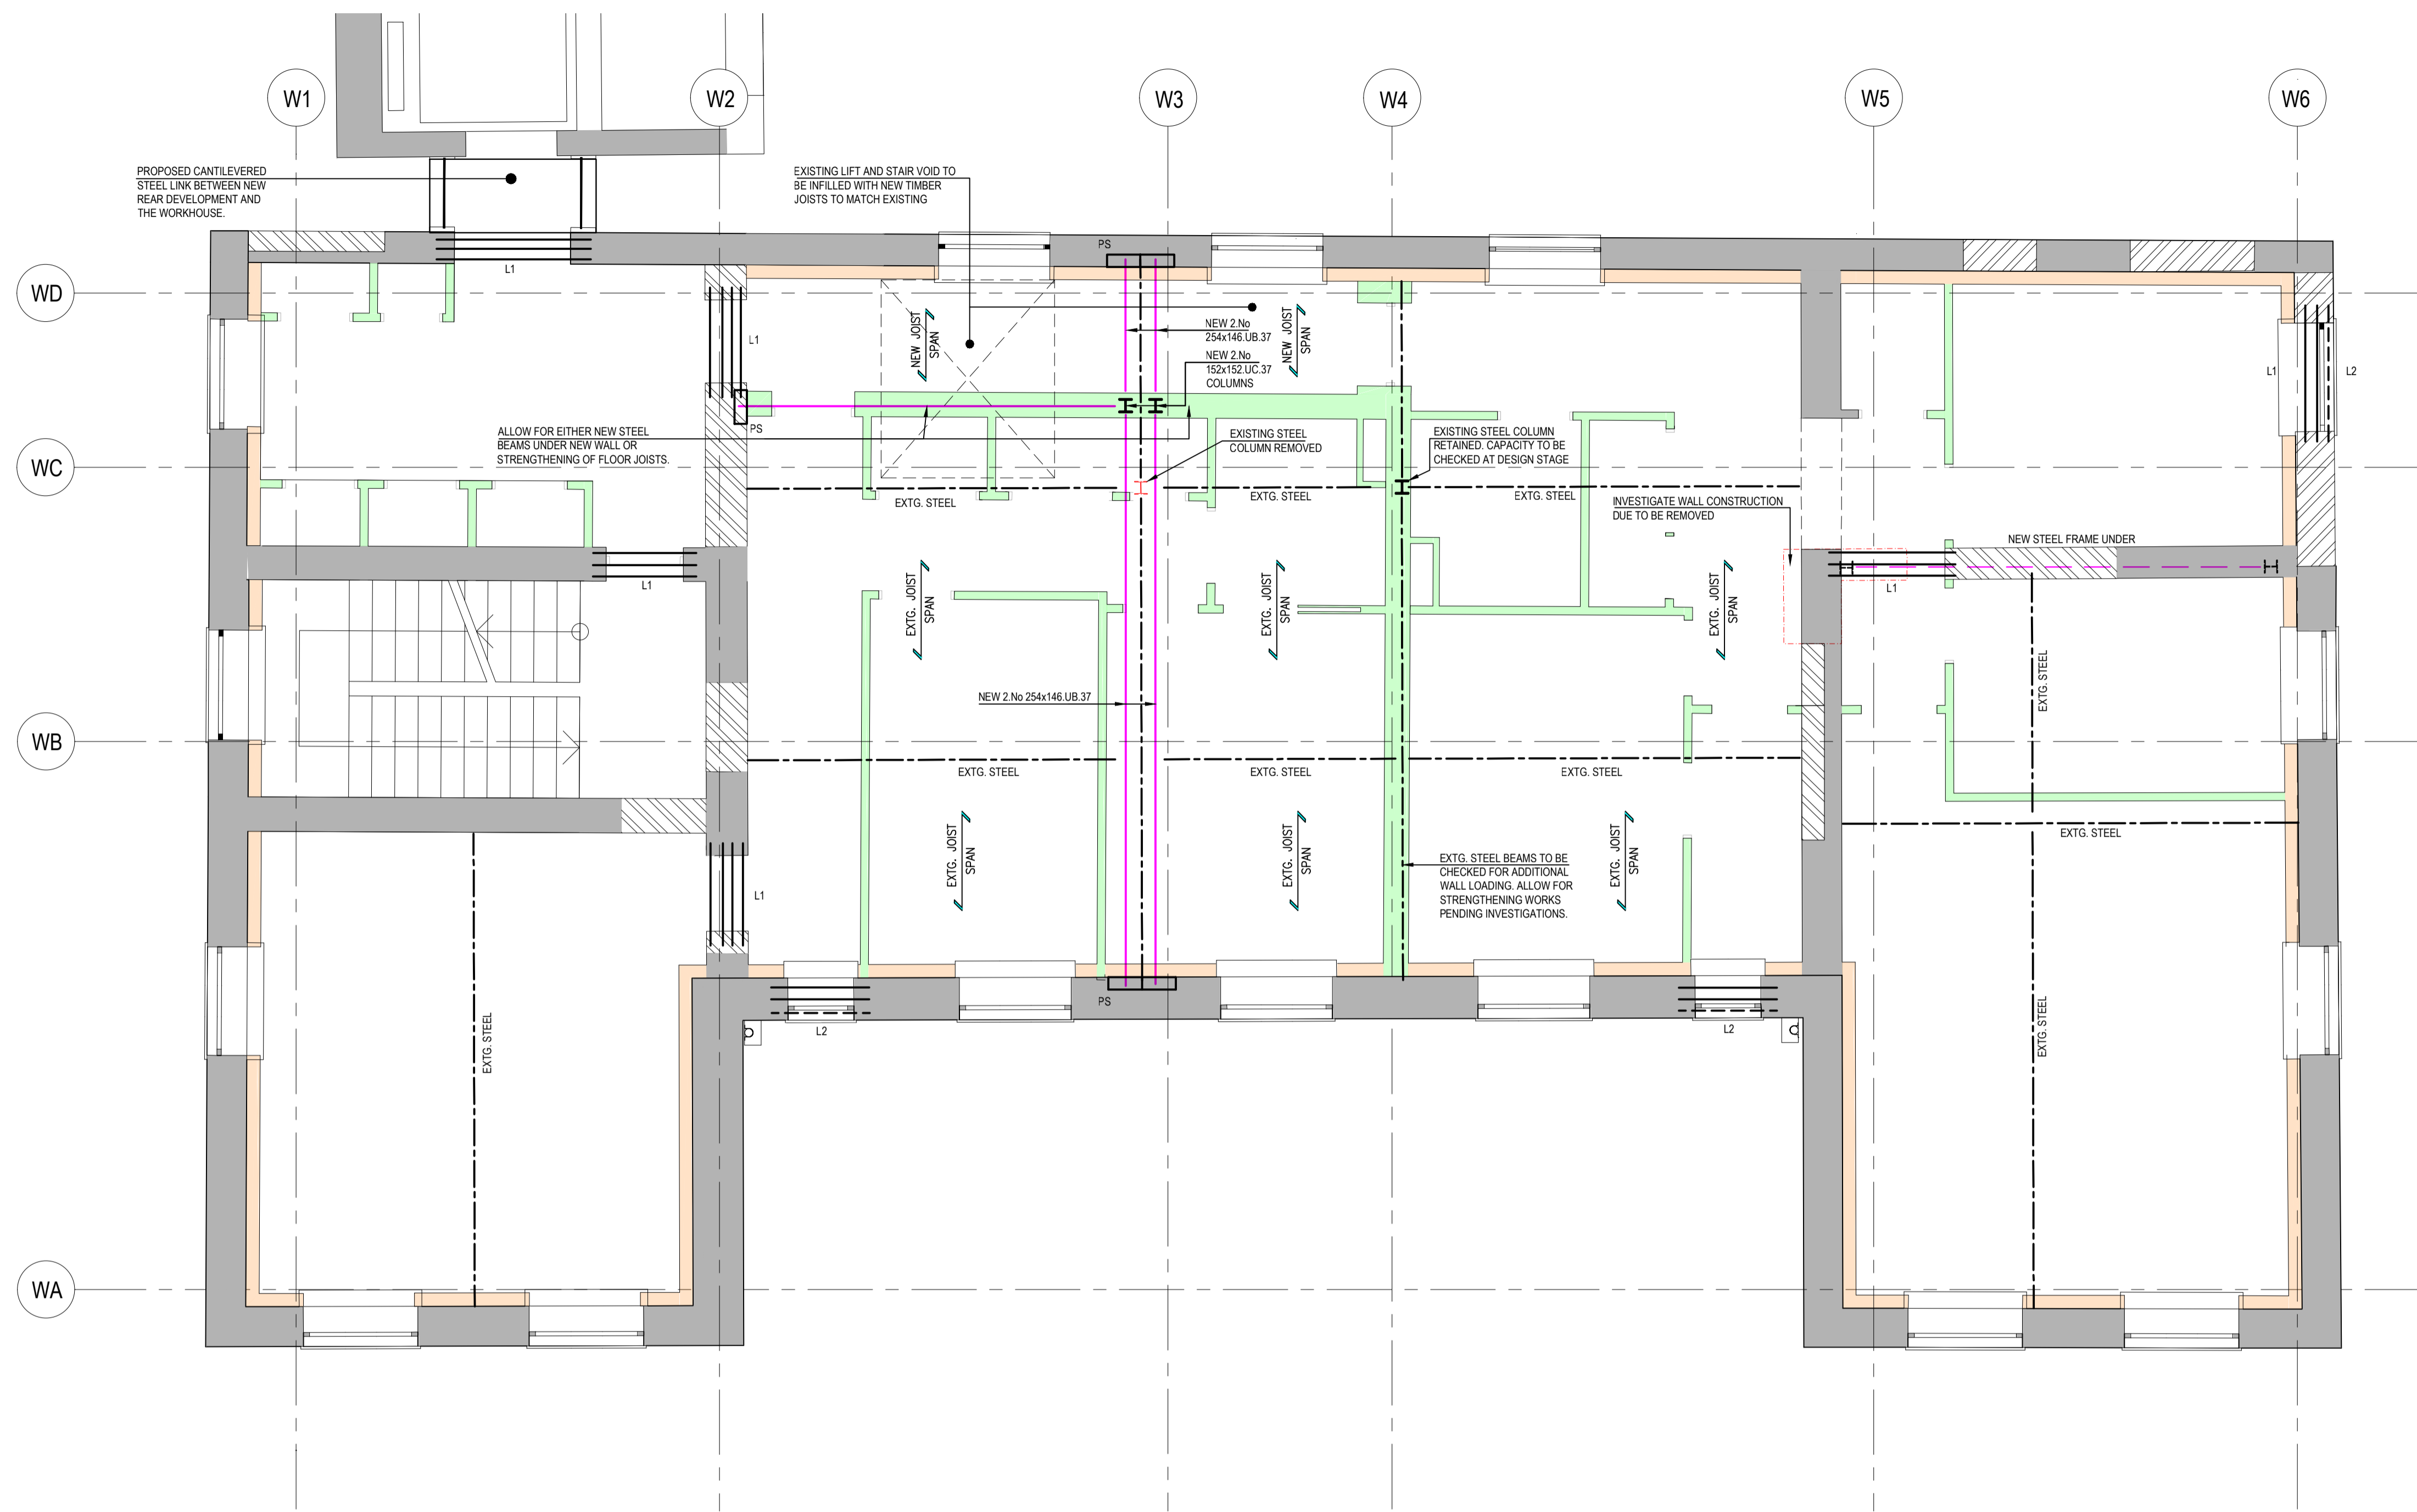 W1
W2
W3
W4
W5
W6
PROPOSED CANTILEVERED
STEEL LINK BETWEEN NEW
REAR DEVELOPMENT AND
THE WORKHOUSE.
EXISTING LIFT AND STAIR VOID TO
BE INFILLED WITH NEW TIMBER
JOISTS TO MATCH EXISTING
PS
L1
WD
NEW JOIST
SPAN
NEW JOIST
SPAN
NEW 2.No
254x146.UB.37
L1
NEW 2.No
152x152.UC.37
COLUMNS
L1
L2
PS
ALLOW FOR EITHER NEW STEEL
BEAMS UNDER NEW WALL OR
STRENGTHENING OF FLOOR JOISTS.
EXISTING STEEL
COLUMN REMOVED
EXISTING STEEL COLUMN
RETAINED. CAPACITY TO BE
CHECKED AT DESIGN STAGE
WC
EXTG. STEEL
EXTG. STEEL
EXTG. STEEL
INVESTIGATE WALL CONSTRUCTION
DUE TO BE REMOVED
NEW STEEL FRAME UNDER
L1
L1
EXTG. JOIST
SPAN
EXTG. JOIST
SPAN
EXTG. JOIST
SPAN
EXTG. STEEL
NEW 2.No 254x146.UB.37
WB
EXTG. STEEL
EXTG. STEEL
EXTG. STEEL
EXTG. STEEL
EXTG. JOIST
SPAN
EXTG. JOIST
SPAN
EXTG. JOIST
SPAN
EXTG. STEEL BEAMS TO BE
CHECKED FOR ADDITIONAL
WALL LOADING. ALLOW FOR
STRENGTHENING WORKS
PENDING INVESTIGATIONS.
L1
PS
L2
L2
EXTG. STEEL
EXTG. STEEL
WA